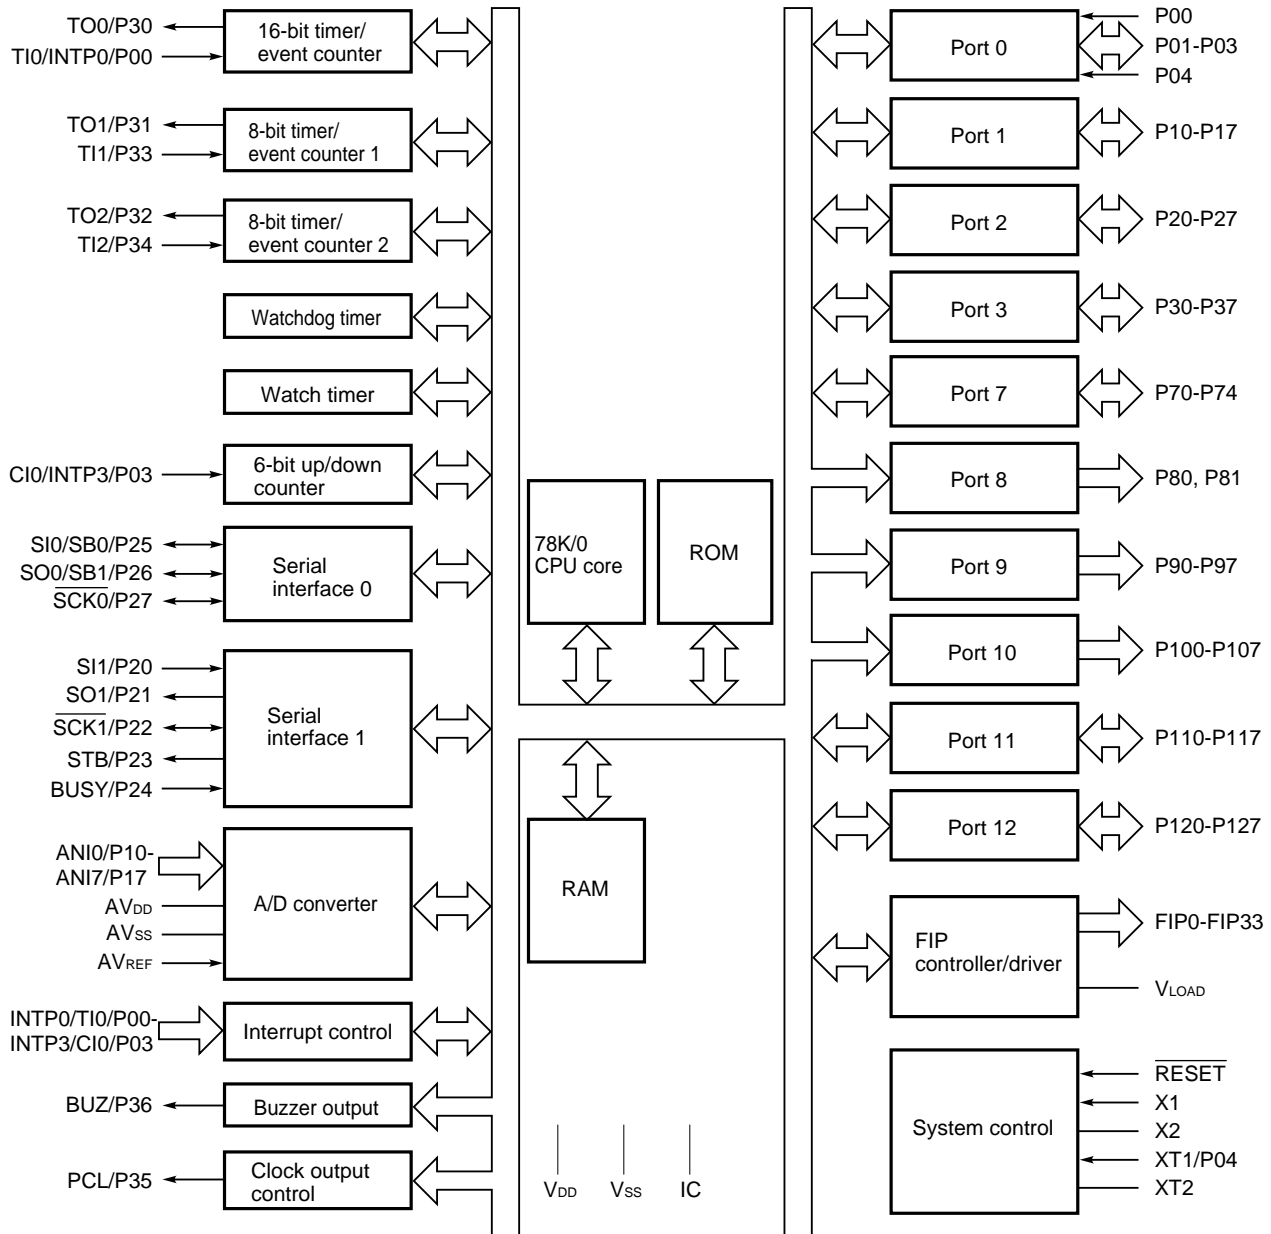 TO0/P30
TI0/INTP0/P00
16-bit timer/
event counter
TO1/P31
TI1/P33
8-bit timer/
event counter 1
TO2/P32
TI2/P34
8-bit timer/
event counter 2
Watchdog timer
Watch timer
CI0/INTP3/P03
6-bit up/down
counter
SI0/SB0/P25
SO0/SB1/P26
SCK0/P27
Serial
interface 0
SI1/P20
SO1/P21
SCK1/P22
STB/P23
BUSY/P24
Serial
interface 1
ANI0/P10-
ANI7/P17
AVDD
AVSS
AVREF
A/D converter
INTP0/TI0/P00-
INTP3/CI0/P03
Interrupt control
BUZ/P36
Buzzer output
PCL/P35
Clock output
control
78K/0
CPU core
ROM
RAM
VDD
VSS
IC
Port 0
P00
P01-P03
P04
Port 1
P10-P17
Port 2
P20-P27
Port 3
P30-P37
Port 7
P70-P74
Port 8
P80, P81
Port 9
P90-P97
Port 10
P100-P107
Port 11
P110-P117
Port 12
P120-P127
FIP
controller/driver
FIP0-FIP33
VLOAD
System control
RESET
X1
X2
XT1/P04
XT2